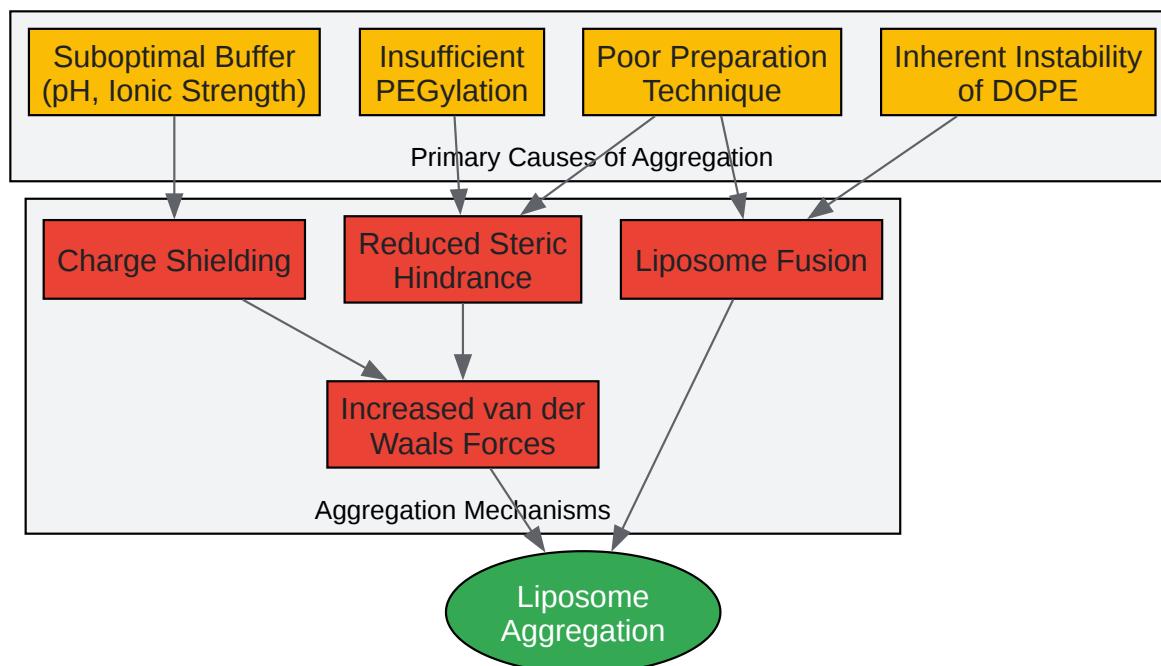 Suboptimal Buffer
(pH, Ionic Strength)
Insufficient
PEGylation
Poor Preparation
Technique
Inherent Instability
of DOPE
Primary Causes of Aggregation
Charge Shielding
Reduced Steric
Hindrance
Liposome Fusion
Increased van der
Waals Forces
Aggregation Mechanisms
Liposome
Aggregation